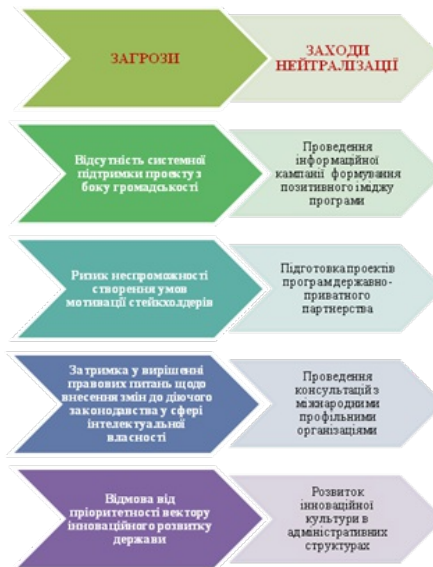 ЗАГРОЗИ
ЗАХОДИ
НЕЙТРАЛІЗАЦІЇ
Відсутність системної
підтримки проекту з
боку громадськості
Проведення
інформаційної
кампанії формування
позитивного іміджу
програми
Ризик неспроможності
створення умов
мотивації стейкхолдерів
Підготовка проектів
програм державно-
приватного
партнерства
Затримка у вирішенні
правових питань щодо
внесення змін до діючого
законодавства у сфері
інтелектуальної
власності
Проведення
консультацій з
міжнародними
профільними
організаціями
Відмова від
пріоритетності вектору
інноваційного розвитку
держави
Розвиток
інноваційної
культури в
адміністративних
структурах